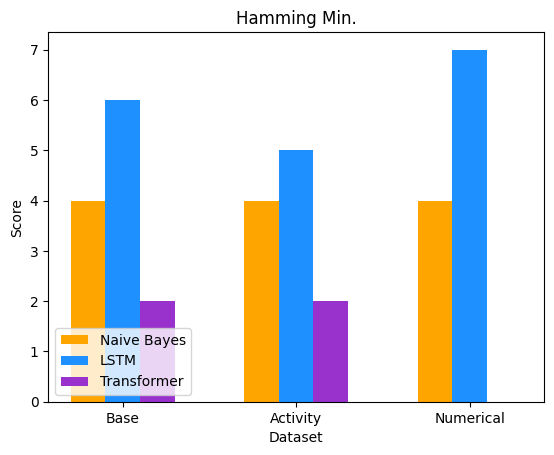 Hamming Min.
7
6
5
4
3
2
1
0
Score
Naive Bayes
LSTM
Transformer
Base
Activity
Numerical
Dataset